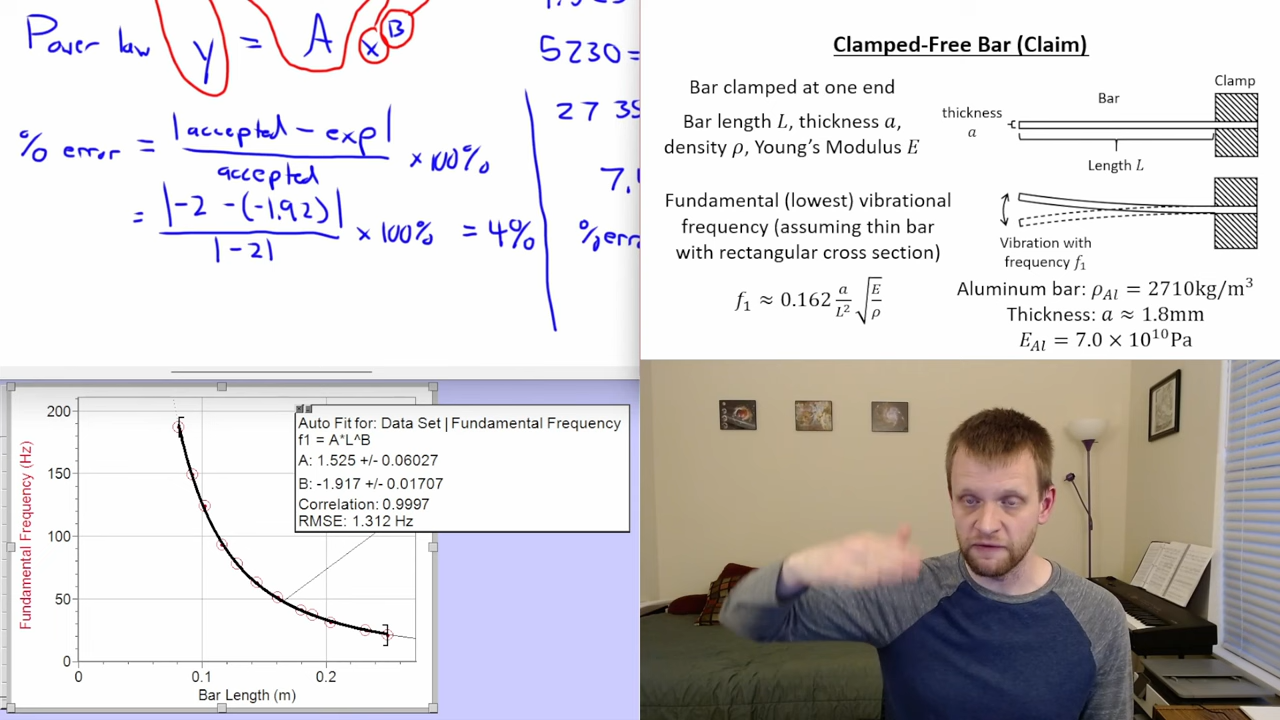 Power law y = A x B
5230=
% error = |accepted - exp| / accepted × 100%
= |-2 - (-1.92)| / |-2| × 100% = 4%
27 35
7.
% erro
Clamped-Free Bar (Claim)
Bar clamped at one end
Bar length L, thickness a,
density ρ, Young's Modulus E
Fundamental (lowest) vibrational
frequency (assuming thin bar
with rectangular cross section)
f₁ ≈ 0.162 a/L² √(E/ρ)
Clamp
Bar
thickness
a
Length L
Vibration with
frequency f₁
Aluminum bar: ρ_Al = 2710kg/m³
Thickness: a ≈ 1.8mm
E_Al = 7.0 × 10¹⁰Pa
Fundamental Frequency (Hz)
200
150
100
50
0
0
0.1
0.2
Bar Length (m)
Auto Fit for: Data Set | Fundamental Frequency
f1 = A*L^B
A: 1.525 +/- 0.06027
B: -1.917 +/- 0.01707
Correlation: 0.9997
RMSE: 1.312 Hz